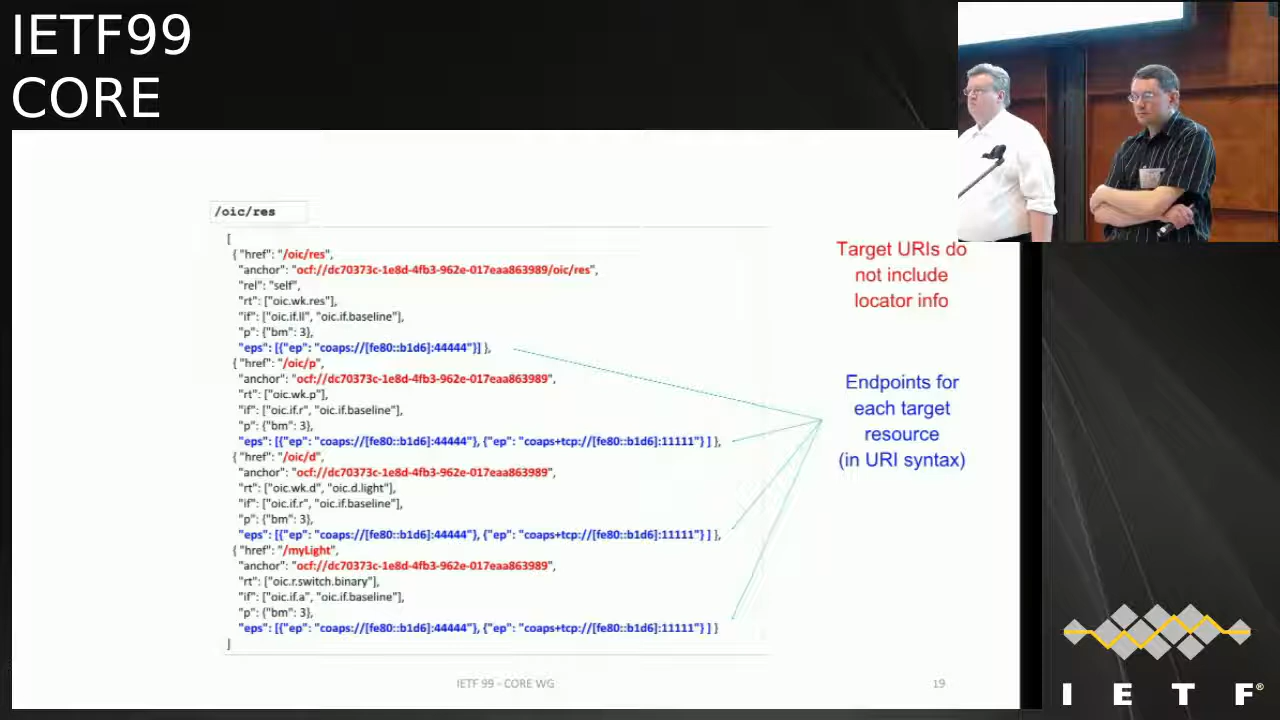 IETF99
CORE
/oic/res
[
{ "href": "/oic/res",
"anchor": "ocf://dc70373c-1e8d-4fb3-962e-017eaa863989/oic/res",
"rel": "self",
"rt": ["oic.wk.res"],
"if": ["oic.if.ll", "oic.if.baseline"],
"p": {"bm": 3},
"eps": [{"ep": "coaps://[fe80::b1d6]:44444"}] },
{ "href": "/oic/p",
"anchor": "ocf://dc70373c-1e8d-4fb3-962e-017eaa863989",
"rt": ["oic.wk.p"],
"if": ["oic.if.r", "oic.if.baseline"],
"p": {"bm": 3},
"eps": [{"ep": "coaps://[fe80::b1d6]:44444"}, {"ep": "coaps+tcp://[fe80::b1d6]:11111"} ] },
{ "href": "/oic/d",
"anchor": "ocf://dc70373c-1e8d-4fb3-962e-017eaa863989",
"rt": ["oic.wk.d", "oic.d.light"],
"if": ["oic.if.r", "oic.if.baseline"],
"p": {"bm": 3},
"eps": [{"ep": "coaps://[fe80::b1d6]:44444"}, {"ep": "coaps+tcp://[fe80::b1d6]:11111"} ] },
{ "href": "/myLight",
"anchor": "ocf://dc70373c-1e8d-4fb3-962e-017eaa863989",
"rt": ["oic.r.switch.binary"],
"if": ["oic.if.a", "oic.if.baseline"],
"p": {"bm": 3},
"eps": [{"ep": "coaps://[fe80::b1d6]:44444"}, {"ep": "coaps+tcp://[fe80::b1d6]:11111"} ] }
]
Target URIs do
not include
locator info
Endpoints for
each target
resource
(in URI syntax)
IETF 99 - CORE WG
19
I E T F®